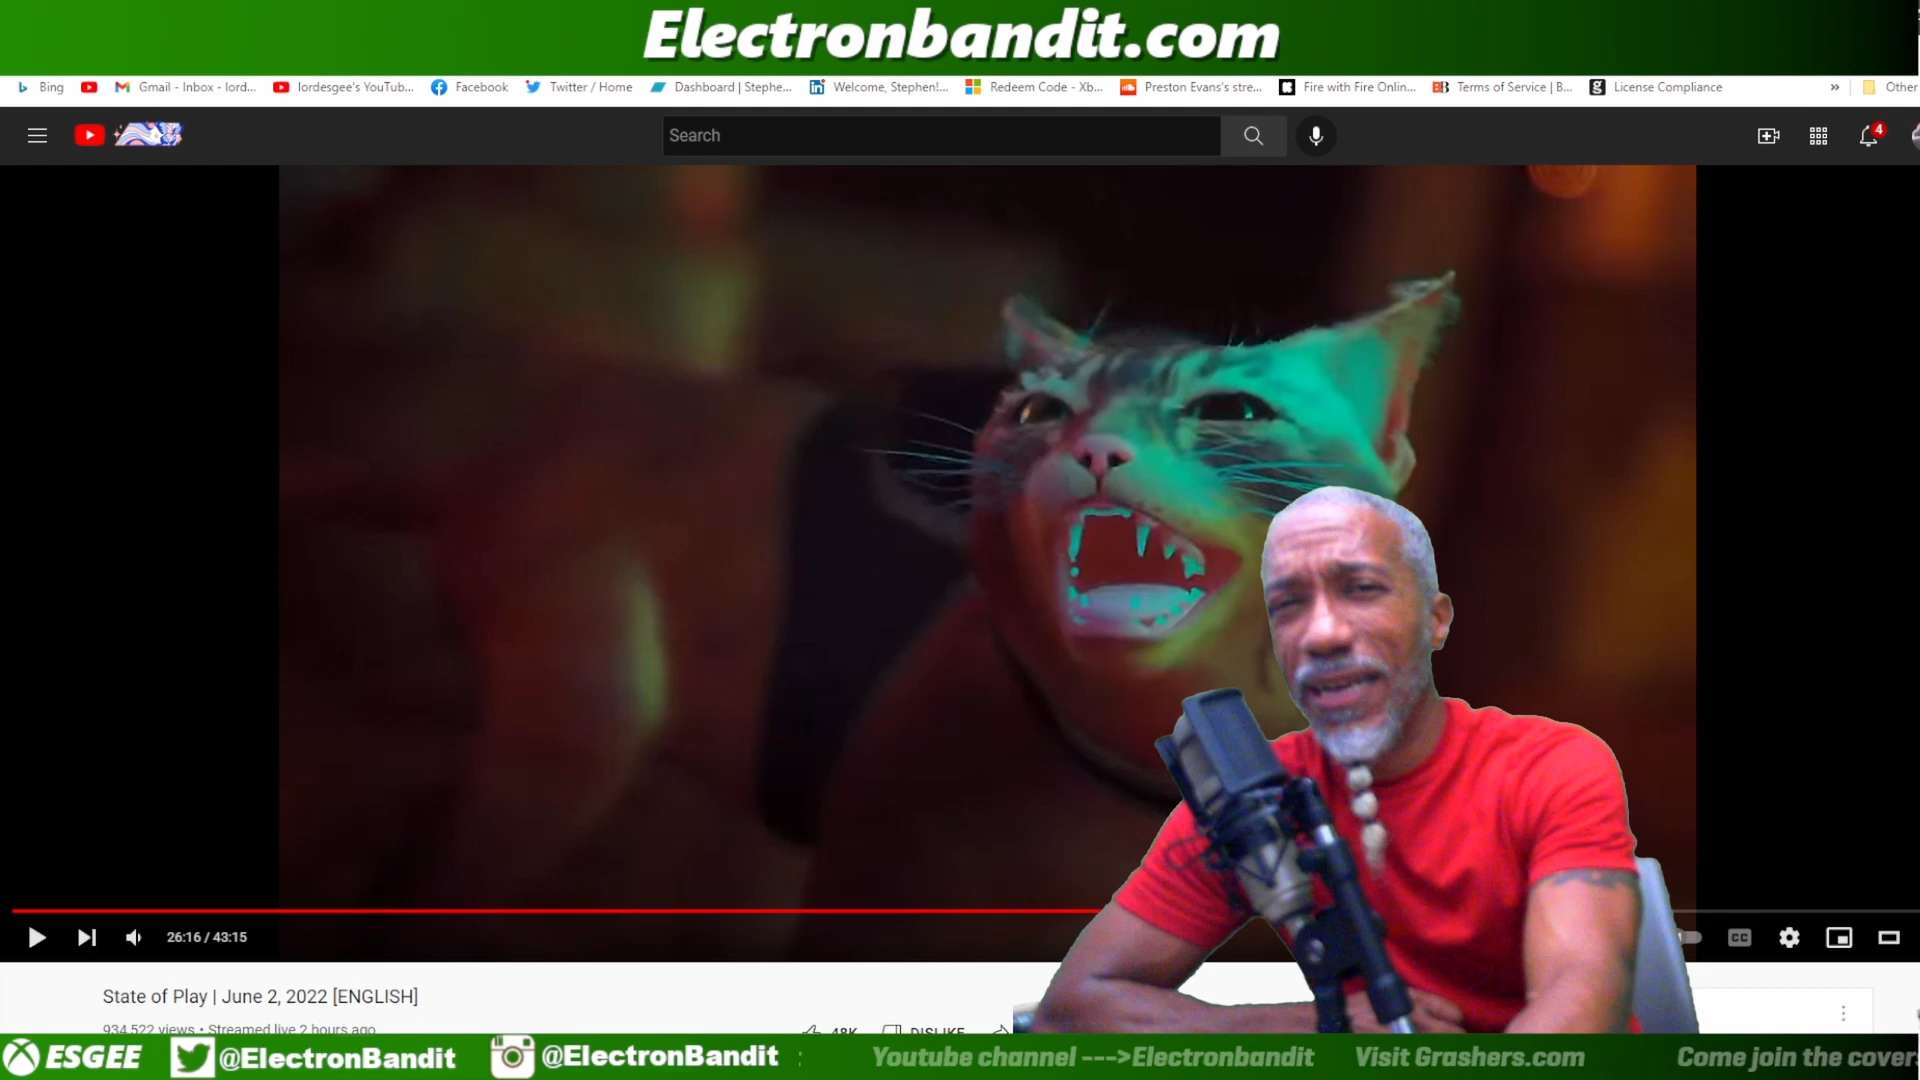 Electronbandit.com
Bing Gmail - Inbox - lord... lordesgee's YouTub... Facebook Twitter / Home Dashboard | Stephe... Welcome, Stephen!... Redeem Code - Xb... Preston Evans's stre... Fire with Fire Onlin... Terms of Service | B... License Compliance » Other
Search
4
26:16 / 43:15
CC
State of Play | June 2, 2022 [ENGLISH]
934,522 views • Streamed live 2 hours ago 48K DISLIKE
ESGEE @ElectronBandit @ElectronBandit : Youtube channel --->Electronbandit Visit Grashers.com Come join the cover